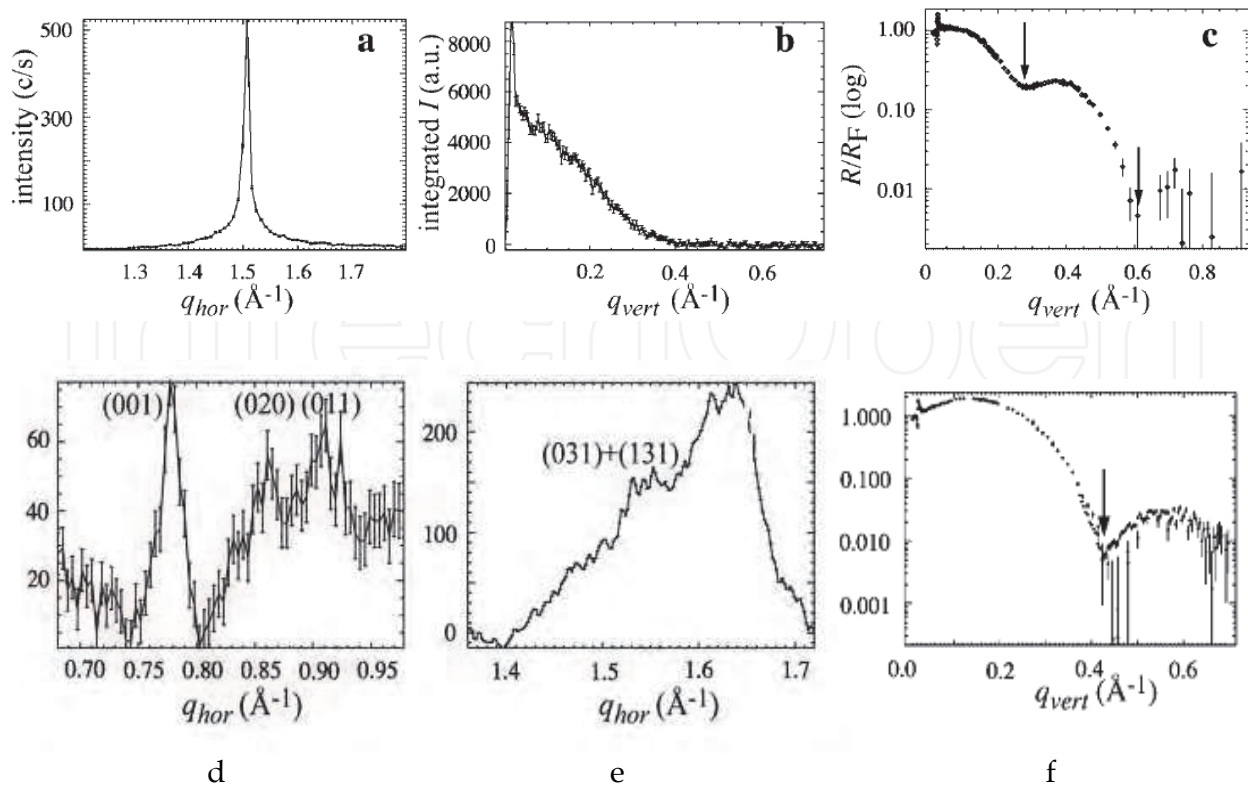 a
intensity (c/s)
500
300
100
1.3 1.4 1.5 1.6 1.7
q_hor (Å-1)
b
integrated I (a.u.)
8000
6000
4000
2000
0
0.2 0.4 0.6
q_vert (Å-1)
c
R/R_F (log)
1.00
0.10
0.01
0 0.2 0.4 0.6 0.8
q_vert (Å-1)
(001) (020) (011)
60
40
20
0.70 0.75 0.80 0.85 0.90 0.95
q_hor (Å-1)
d
(031)+(131)
200
100
0
1.4 1.5 1.6 1.7
q_hor (Å-1)
e
1.000
0.100
0.010
0.001
0.0 0.2 0.4 0.6
q_vert (Å-1)
f